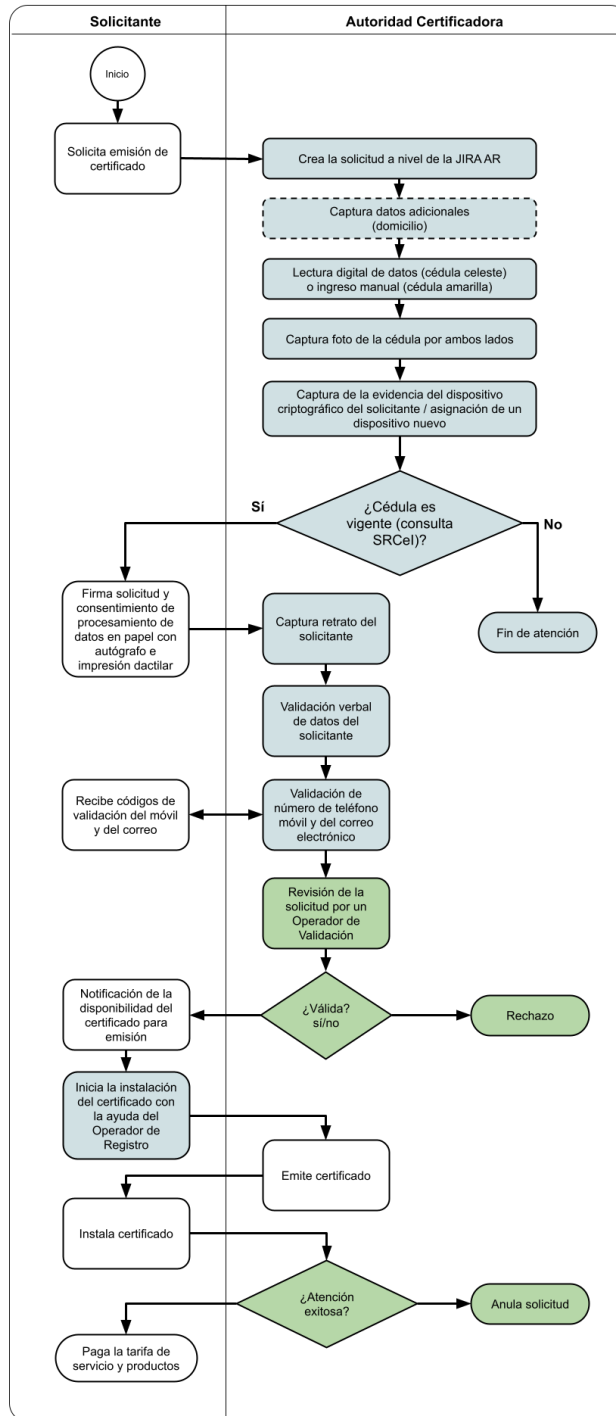 Solicitante
Autoridad Certificadora
Inicio
Solicita emisión de
certificado
Crea la solicitud a nivel de la JIRA AR
Captura datos adicionales
(domicilio)
Lectura digital de datos (cédula celeste)
o ingreso manual (cédula amarilla)
Captura foto de la cédula por ambos lados
Captura de la evidencia del dispositivo
criptográfico del solicitante / asignación de un
dispositivo nuevo
¿Cédula es
vigente (consulta
SRCeI)?
Sí
No
Firma solicitud y
consentimiento de
procesamiento de
datos en papel con
autógrafo e
impresión dactilar
Captura retrato del
solicitante
Fin de atención
Validación verbal
de datos del
solicitante
Recibe códigos de
validación del móvil
y del correo
Validación de
número de teléfono
móvil y del correo
electrónico
Revisión de la
solicitud por un
Operador de
Validación
Notificación de la
disponibilidad del
certificado para
emisión
¿Válida?
sí/no
Rechazo
Inicia la instalación
del certificado con
la ayuda del
Operador de
Registro
Emite certificado
Instala certificado
¿Atención
exitosa?
Anula solicitud
Paga la tarifa de
servicio y productos